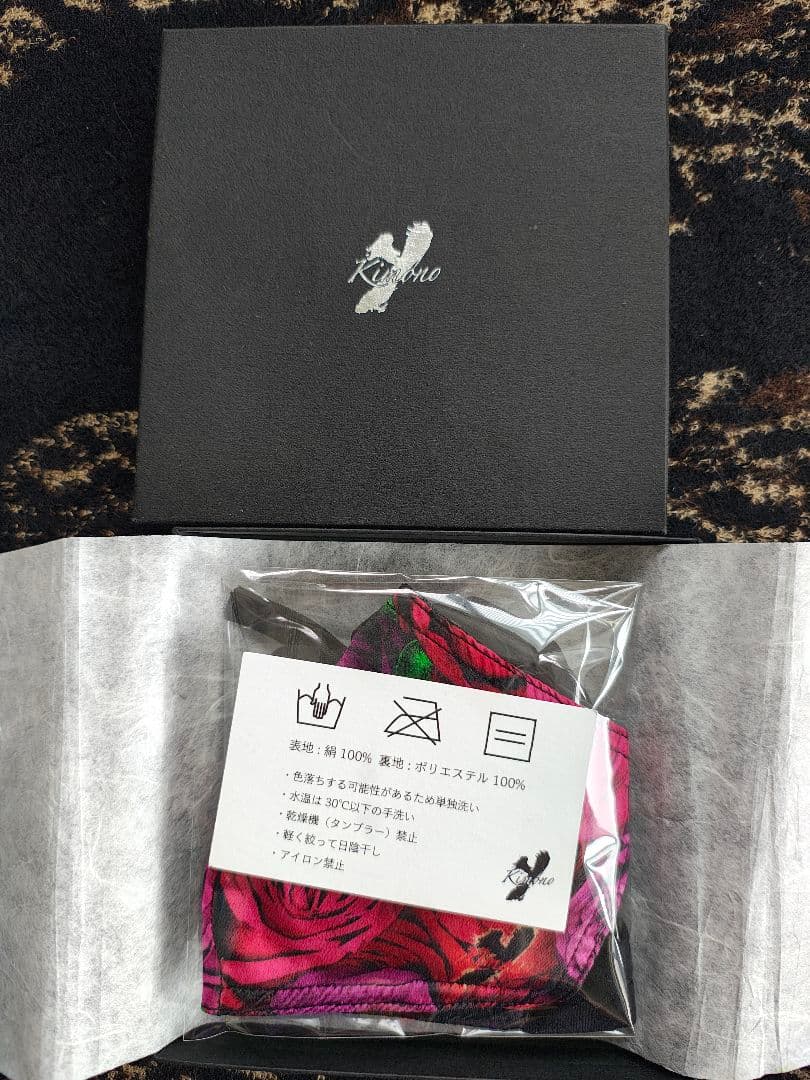 Kimono
表地 : 絹 100% 裏地 : ポリエステル 100%
・色落ちする可能性があるため単独洗い
・水温は 30℃以下の手洗い
・乾燥機（タンブラー）禁止
・軽く絞って日陰干し
・アイロン禁止
Kimono